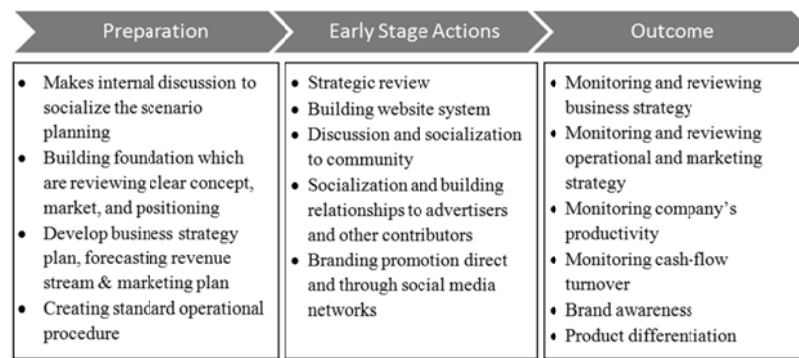 Preparation
Early Stage Actions
Outcome
• Makes internal discussion to
socialize the scenario
planning
• Building foundation which
are reviewing clear concept,
market, and positioning
• Develop business strategy
plan, forecasting revenue
stream & marketing plan
• Creating standard operational
procedure
• Strategic review
• Building website system
• Discussion and socialization
to community
• Socialization and building
relationships to advertisers
and other contributors
• Branding promotion direct
and through social media
networks
• Monitoring and reviewing
business strategy
• Monitoring and reviewing
operational and marketing
strategy
• Monitoring company's
productivity
• Monitoring cash-flow
turnover
• Brand awareness
• Product differentiation